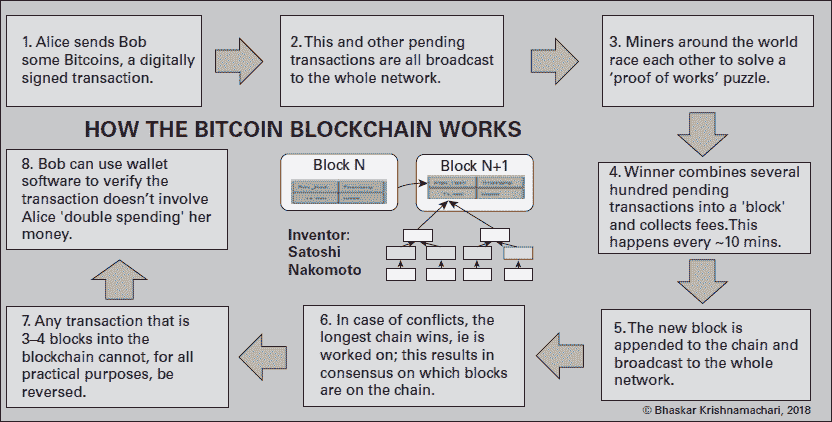 1. Alice sends Bob
some Bitcoins, a digitally
signed transaction.
2. This and other pending
transactions are all broadcast
to the whole network.
3. Miners around the world
race each other to solve a
‘proof of works’ puzzle.
HOW THE BITCOIN BLOCKCHAIN WORKS
4. Winner combines several
hundred pending
transactions into a 'block'
and collects fees. This
happens every ~10 mins.
5. The new block is
appended to the chain and
broadcast to the whole
network.
6. In case of conflicts, the
longest chain wins, ie is
worked on; this results in
consensus on which blocks
are on the chain.
7. Any transaction that is
3–4 blocks into the
blockchain cannot, for all
practical purposes, be
reversed.
8. Bob can use wallet
software to verify the
transaction doesn’t involve
Alice 'double spending' her
money.
Block N
Block N+1
Inventor:
Satoshi
Nakomoto
© Bhaskar Krishnamachari, 2018